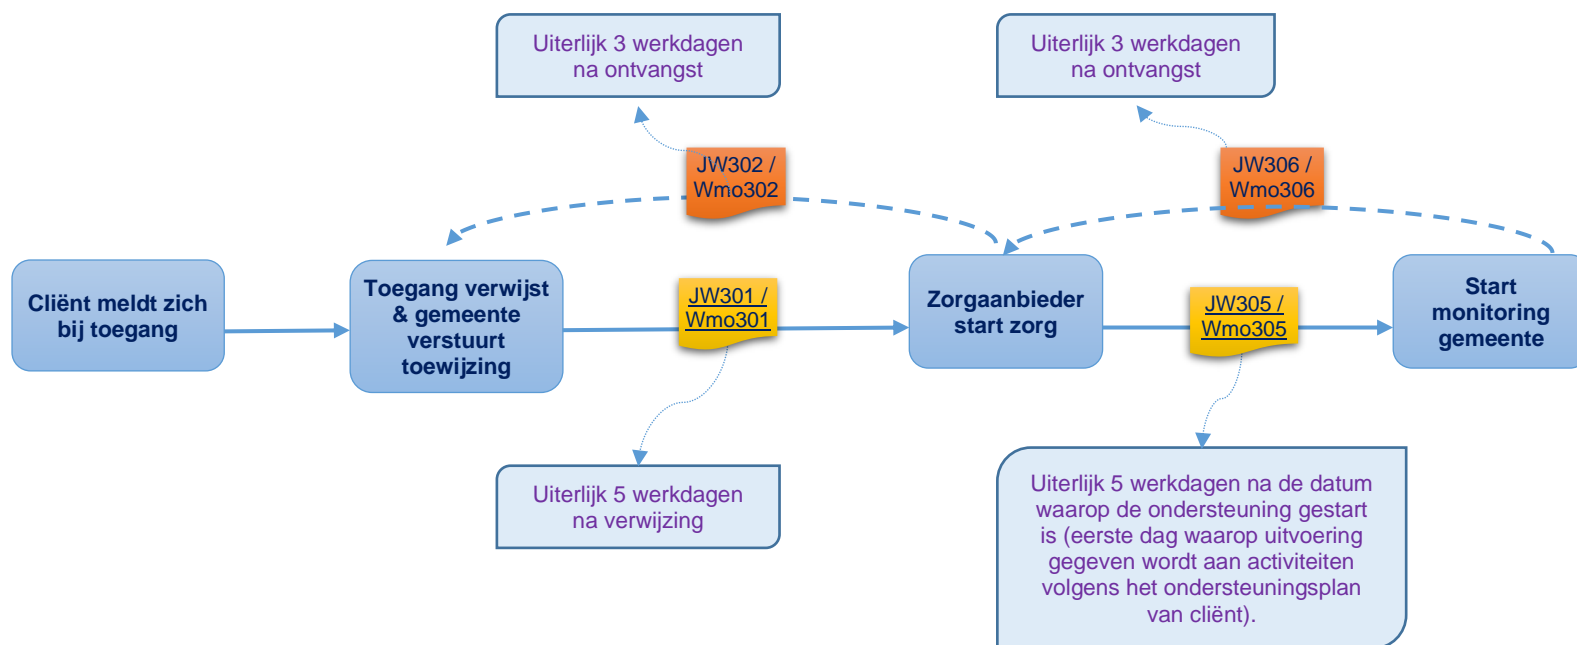 Uiterlijk 3 werkdagen
na ontvangst
Uiterlijk 3 werkdagen
na ontvangst
JW302 /
Wmo302
JW306 /
Wmo306
Cliënt meldt zich
bij toegang
Toegang verwijst
& gemeente
verstuurt
toewijzing
JW301 /
Wmo301
Zorgaanbieder
start zorg
JW305 /
Wmo305
Start
monitoring
gemeente
Uiterlijk 5 werkdagen
na verwijzing
Uiterlijk 5 werkdagen na de datum
waarop de ondersteuning gestart
is (eerste dag waarop uitvoering
gegeven wordt aan activiteiten
volgens het ondersteuningsplan
van cliënt).